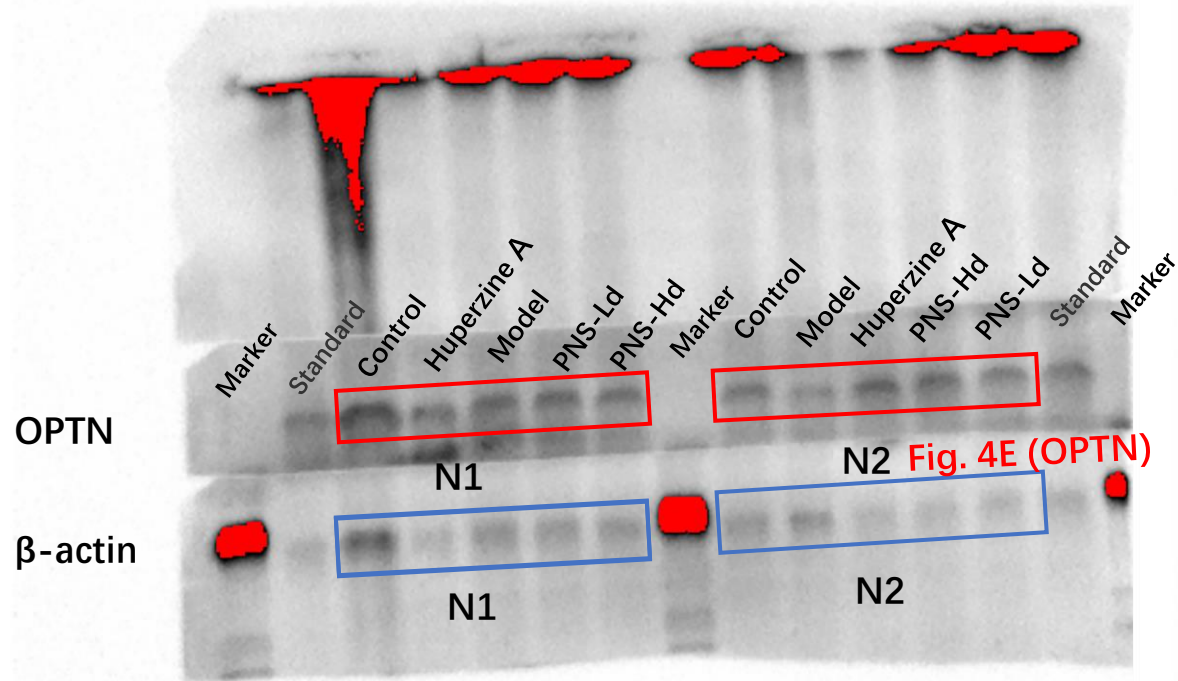 Marker
Standard
Control
Huperzine A
Model
PNS-Ld
PNS-Hd
Marker
Control
Model
Huperzine A
PNS-Hd
PNS-Ld
Standard
Marker
OPTN
N1
N2
Fig. 4E (OPTN)
β-actin
N1
N2